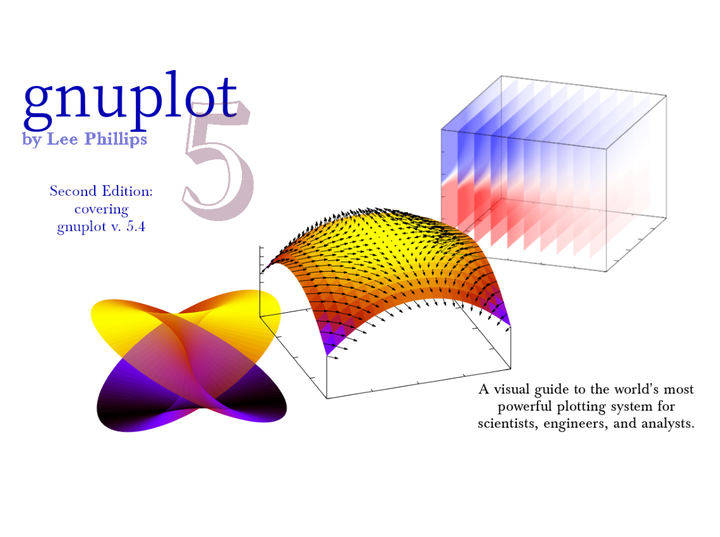 gnuplot
5
by Lee Phillips
Second Edition:
covering
gnuplot v. 5.4
A visual guide to the world's most
powerful plotting system for
scientists, engineers, and analysts.